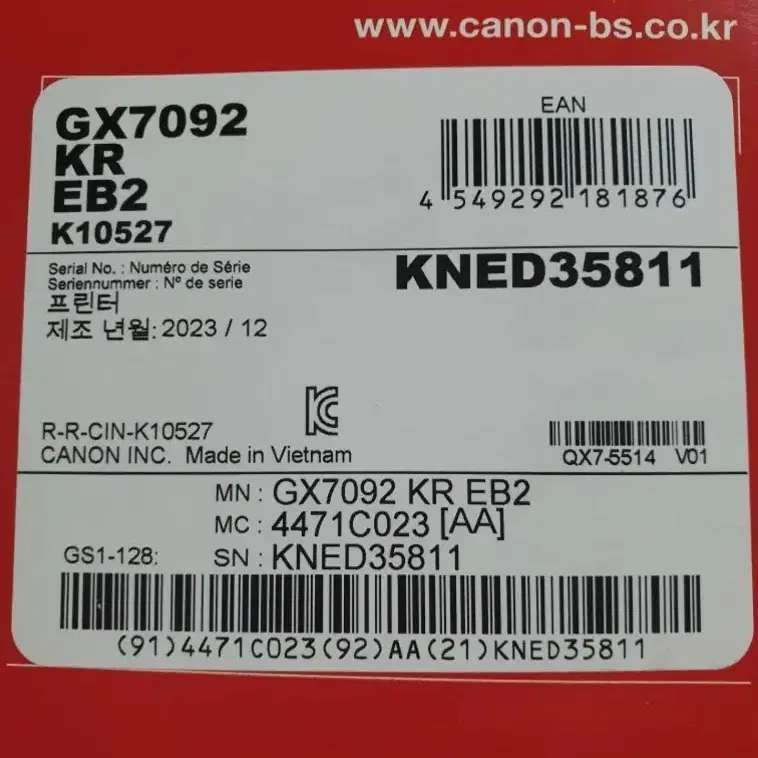 www.canon-bs.co.kr
GX7092
KR
EB2
K10527
EAN
4 549292 181876
Serial No. : Numéro de Série
Seriennummer : Nº de serie
KNED35811
프린터
제조 년월: 2023 / 12
R-R-CIN-K10527
CANON INC. Made in Vietnam
QX7-5514 V01
MN : GX7092 KR EB2
MC : 4471C023 [AA]
GS1-128: SN : KNED35811
(91)4471C023(92)AA(21)KNED35811